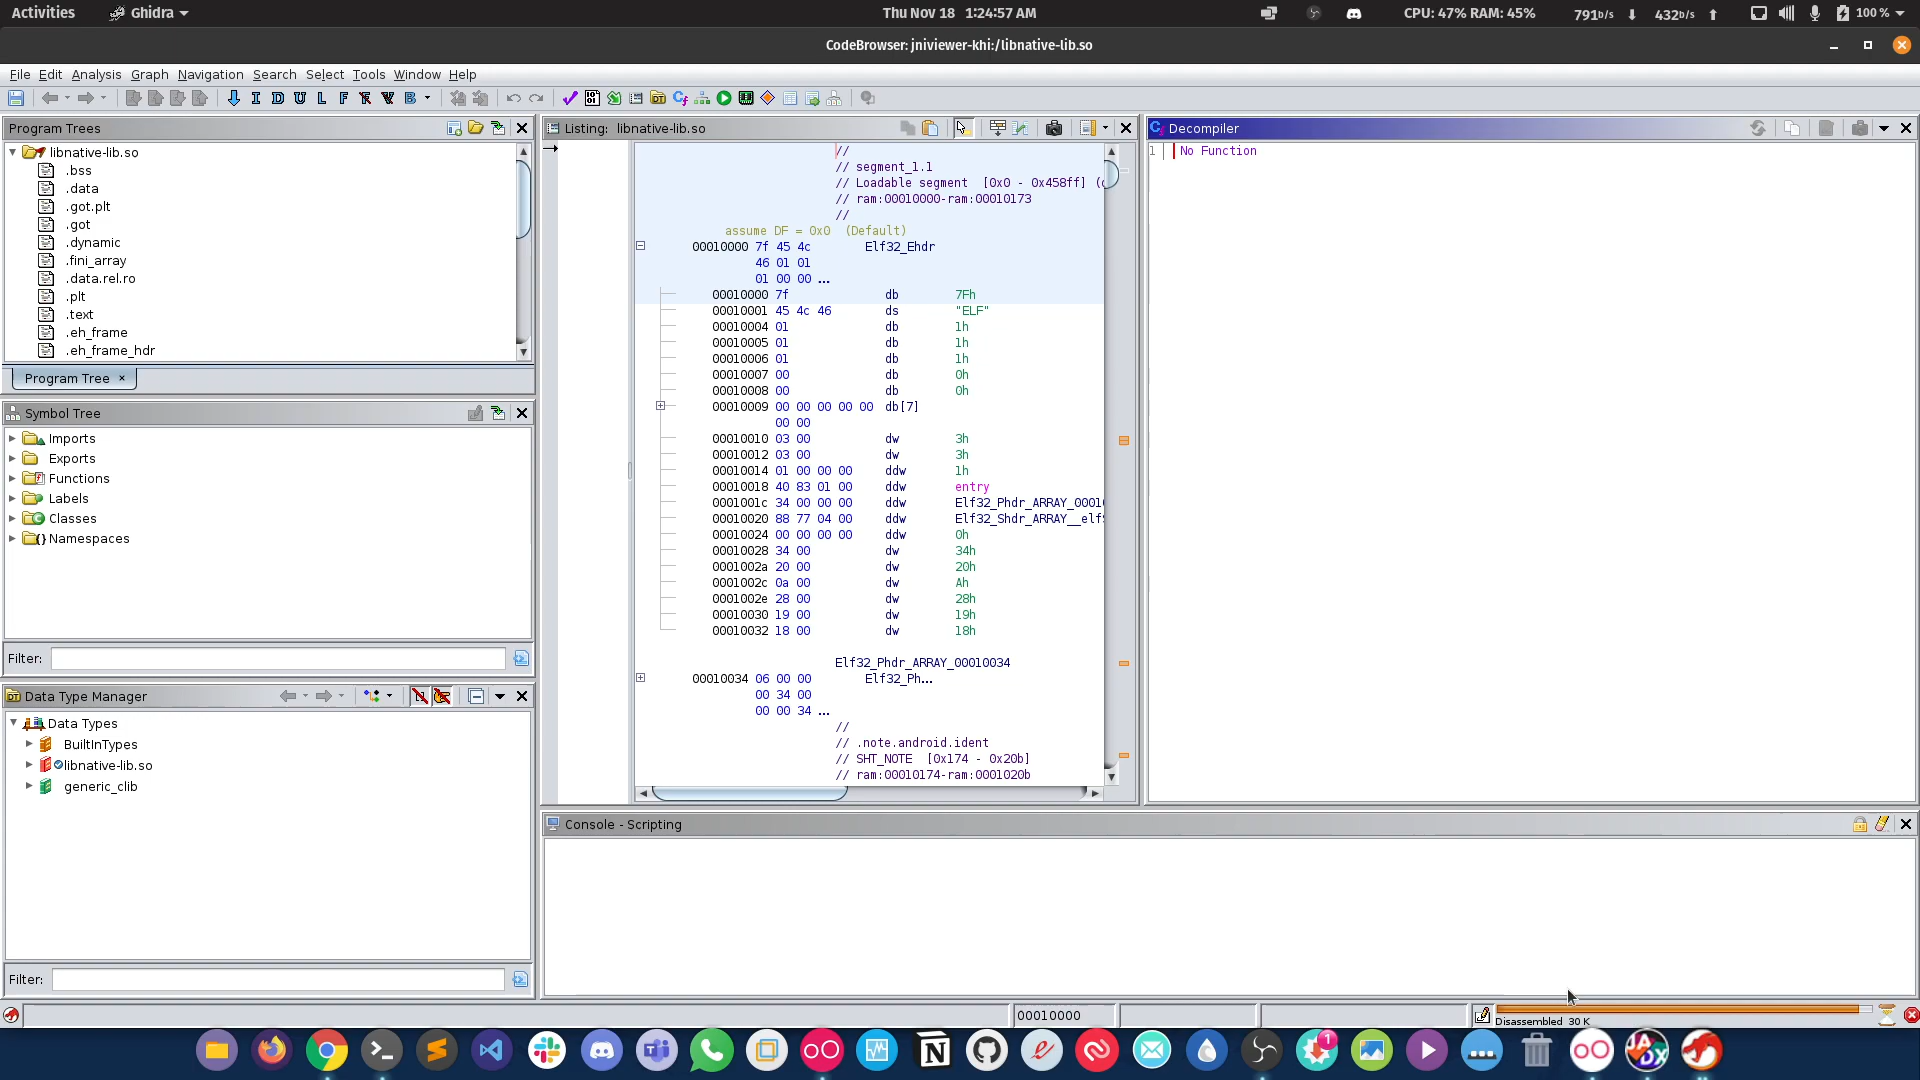 Activities
Ghidra
Thu Nov 18 1:24:57 AM
CPU: 47% RAM: 45%
791b/s
432b/s
100 %
CodeBrowser: jniviewer-khi:/libnative-lib.so
File Edit Analysis Graph Navigation Search Select Tools Window Help
I D U L F
B
Program Trees
libnative-lib.so
.bss
.data
.got.plt
.got
.dynamic
.fini_array
.data.rel.ro
.plt
.text
.eh_frame
.eh_frame_hdr
Program Tree ×
Symbol Tree
Imports
Exports
Functions
Labels
Classes
Namespaces
Filter:
Data Type Manager
Data Types
BuiltInTypes
libnative-lib.so
generic_clib
Filter:
Listing: libnative-lib.so
//
// segment_1.1
// Loadable segment [0x0 - 0x458ff] (
// ram:00010000-ram:00010173
//
assume DF = 0x0 (Default)
00010000 7f 45 4c Elf32_Ehdr
46 01 01
01 00 00 ...
00010000 7f db 7Fh
00010001 45 4c 46 ds "ELF"
00010004 01 db 1h
00010005 01 db 1h
00010006 01 db 1h
00010007 00 db 0h
00010008 00 db 0h
00010009 00 00 00 00 00 db[7]
00 00
00010010 03 00 dw 3h
00010012 03 00 dw 3h
00010014 01 00 00 00 ddw 1h
00010018 40 83 01 00 ddw entry
0001001c 34 00 00 00 ddw Elf32_Phdr_ARRAY_0001
00010020 88 77 04 00 ddw Elf32_Shdr_ARRAY__elf
00010024 00 00 00 00 ddw 0h
00010028 34 00 dw 34h
0001002a 20 00 dw 20h
0001002c 0a 00 dw Ah
0001002e 28 00 dw 28h
00010030 19 00 dw 19h
00010032 18 00 dw 18h
Elf32_Phdr_ARRAY_00010034
00010034 06 00 00 Elf32_Ph...
00 34 00
00 00 34 ...
//
// .note.android.ident
// SHT_NOTE [0x174 - 0x20b]
// ram:00010174-ram:0001020b
Decompiler
1 No Function
Console - Scripting
00010000
Disassembled 30 K